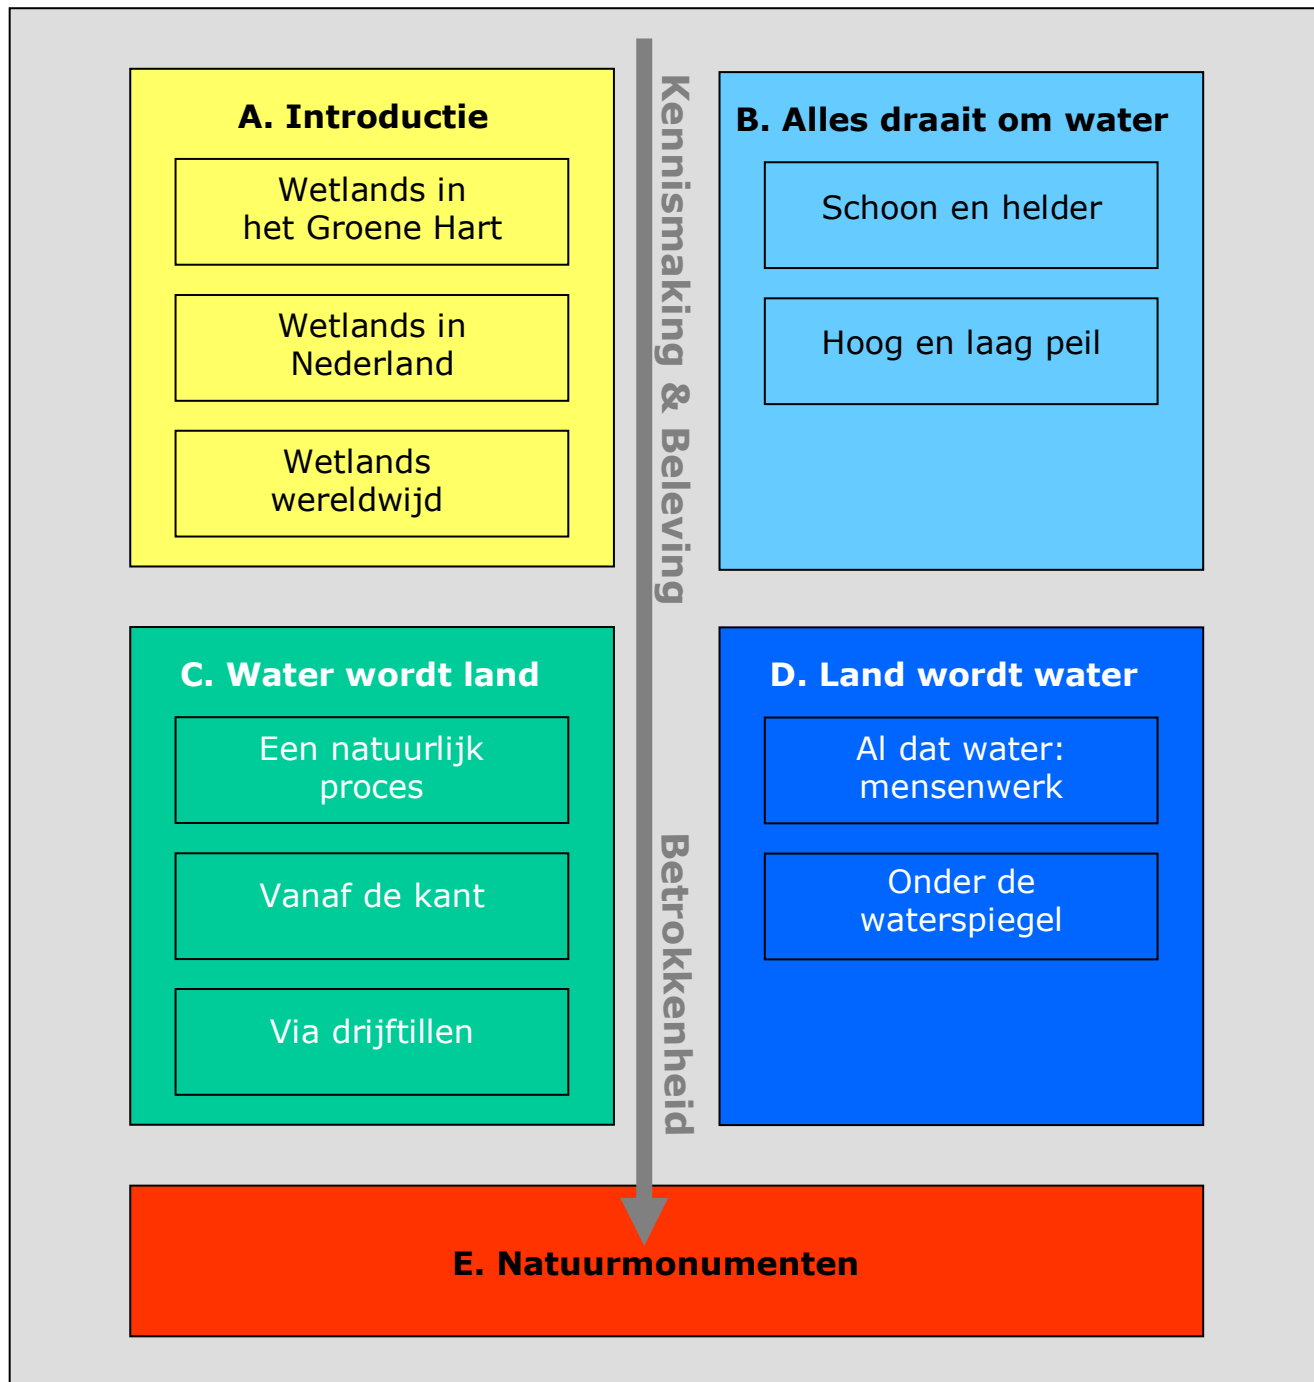 A. Introductie
Wetlands in
het Groene Hart
Wetlands in
Nederland
Wetlands
wereldwijd
Kennismaking & Beleving
B. Alles draait om water
Schoon en helder
Hoog en laag peil
C. Water wordt land
Een natuurlijk
proces
Vanaf de kant
Via drijftillen
Betrokkenheid
D. Land wordt water
Al dat water:
mensenwerk
Onder de
waterspiegel
E. Natuurmonumenten